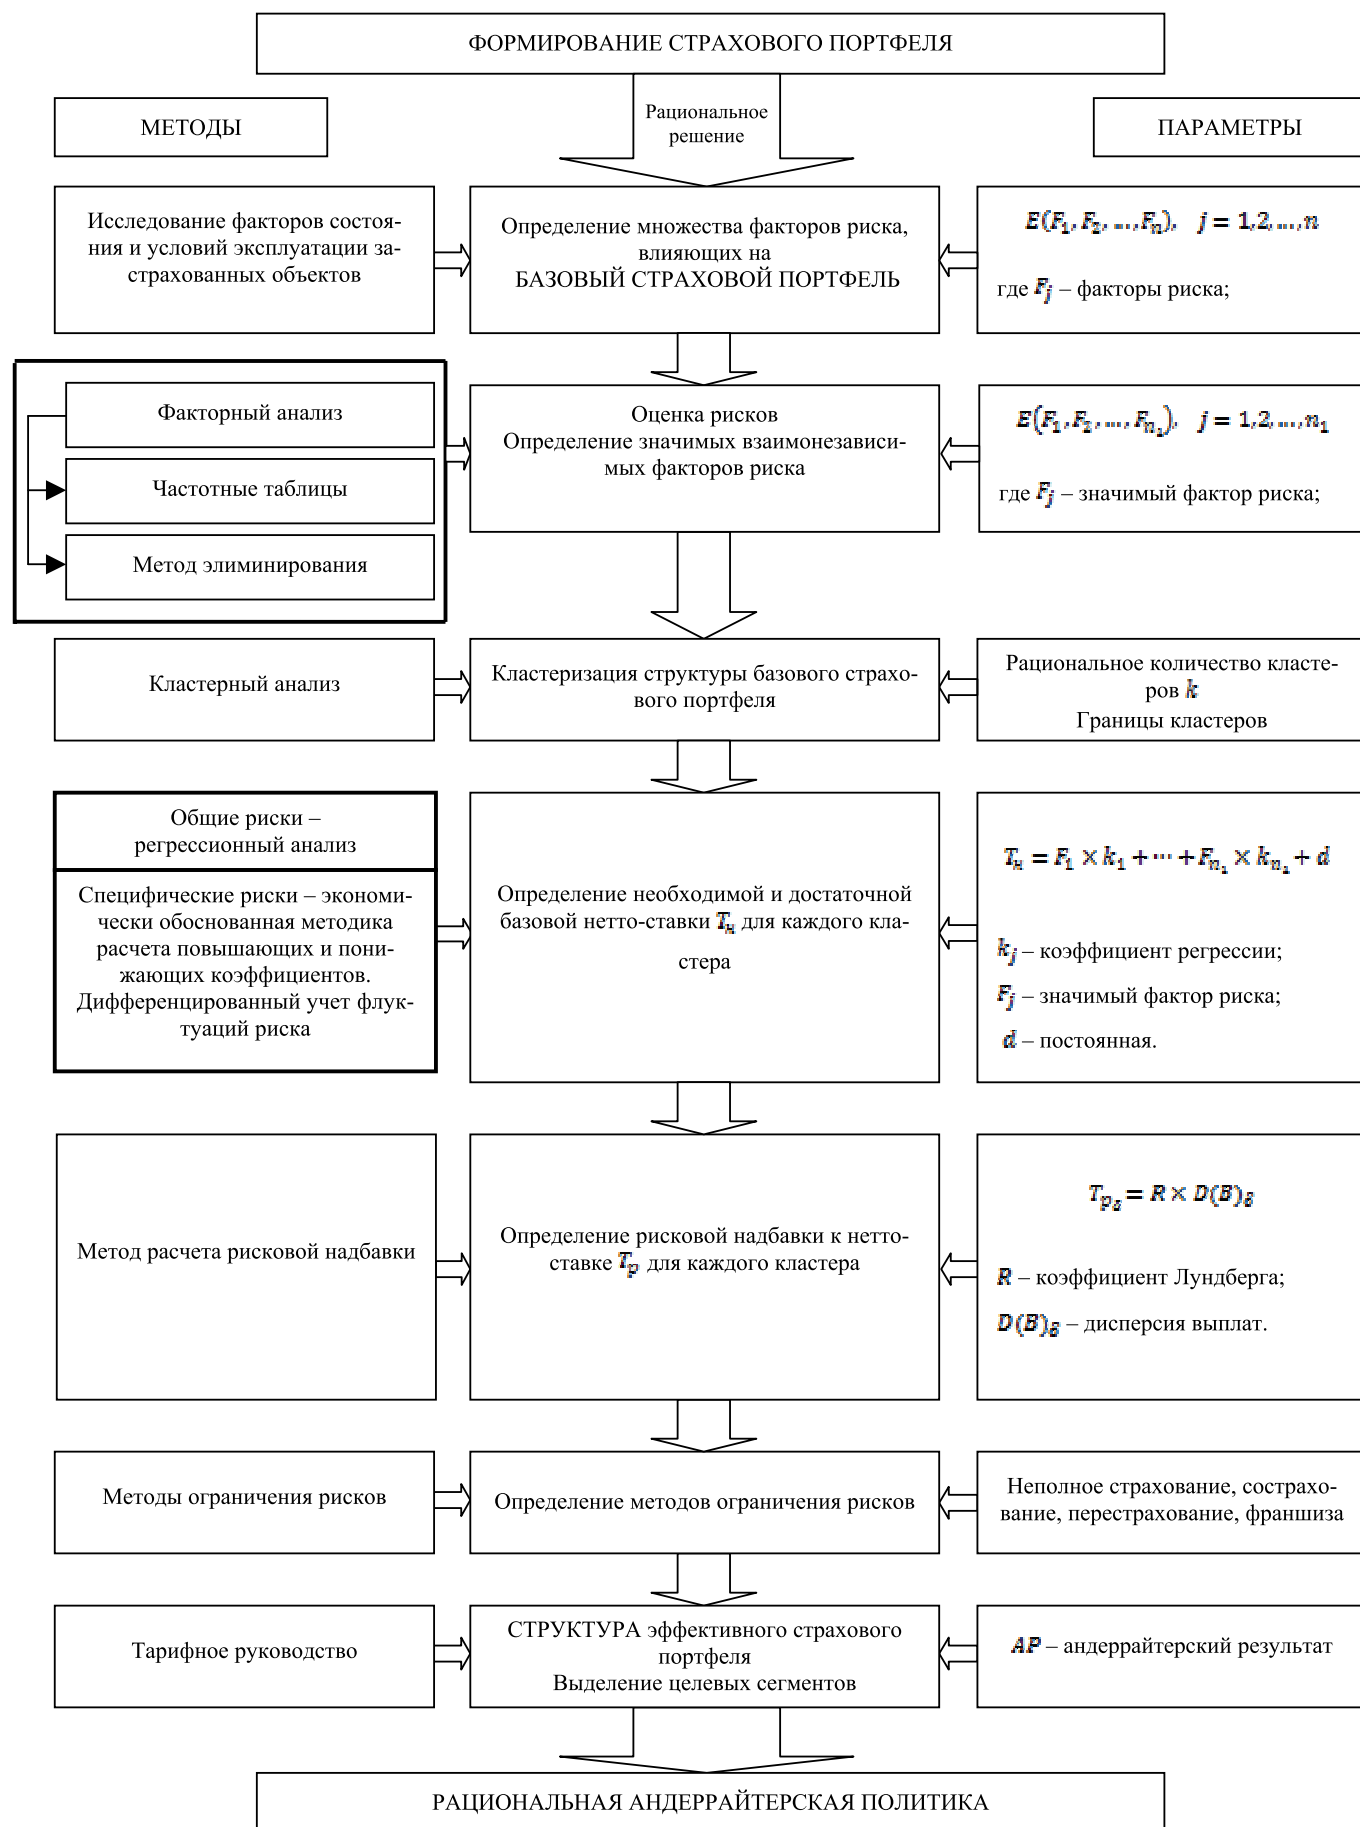 ФОРМИРОВАНИЕ СТРАХОВОГО ПОРТФЕЛЯ
Рациональное
решение
МЕТОДЫ
ПАРАМЕТРЫ
Исследование факторов состоя-
ния и условий эксплуатации за-
страхованных объектов
Определение множества факторов риска,
влияющих на
БАЗОВЫЙ СТРАХОВОЙ ПОРТФЕЛЬ
E(F₁,F₂,…,Fₙ), j = 1,2,…,n
где Fⱼ – факторы риска;
Факторный анализ
Частотные таблицы
Метод элиминирования
Оценка рисков
Определение значимых взаимонезависи-
мых факторов риска
E(F₁,F₂,…,Fₙ₁), j = 1,2,…,n₁
где Fⱼ – значимый фактор риска;
Кластерный анализ
Кластеризация структуры базового страхо-
вого портфеля
Рациональное количество класте-
ров k
Границы кластеров
Общие риски –
регрессионный анализ
Специфические риски – экономи-
чески обоснованная методика
расчета повышающих и пони-
жающих коэффициентов.
Дифференцированный учет флук-
туаций риска
Определение необходимой и достаточной
базовой нетто-ставки Tн для каждого кла-
стера
Tн = F₁ × k₁ + ⋯ + Fₙ₁ × kₙ₁ + d
kⱼ – коэффициент регрессии;
Fⱼ – значимый фактор риска;
d – постоянная.
Метод расчета рисковой надбавки
Определение рисковой надбавки к нетто-
ставке Tр для каждого кластера
Tрδ = R × D(B)δ
R – коэффициент Лундберга;
D(B)δ – дисперсия выплат.
Методы ограничения рисков
Определение методов ограничения рисков
Неполное страхование, сострахо-
вание, перестрахование, франшиза
Тарифное руководство
СТРУКТУРА эффективного страхового
портфеля
Выделение целевых сегментов
АР – андеррайтерский результат
РАЦИОНАЛЬНАЯ АНДЕРРАЙТЕРСКАЯ ПОЛИТИКА